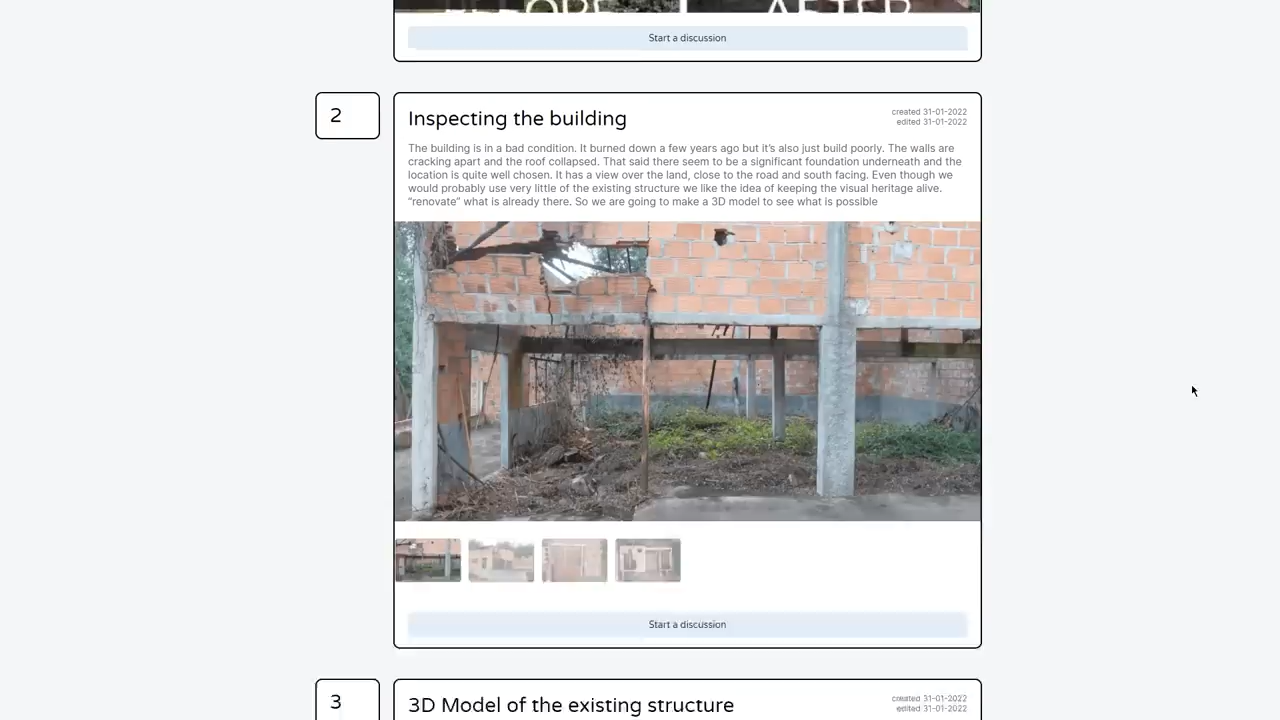 BEFORE AFTER
Start a discussion
2
Inspecting the building
created 31-01-2022
edited 31-01-2022
The building is in a bad condition. It burned down a few years ago but it's also just build poorly. The walls are
cracking apart and the roof collapsed. That said there seem to be a significant foundation underneath and the
location is quite well chosen. It has a view over the land, close to the road and south facing. Even though we
would probably use very little of the existing structure we like the idea of keeping the visual heritage alive.
“renovate” what is already there. So we are going to make a 3D model to see what is possible
Start a discussion
3
3D Model of the existing structure
created 31-01-2022
edited 31-01-2022